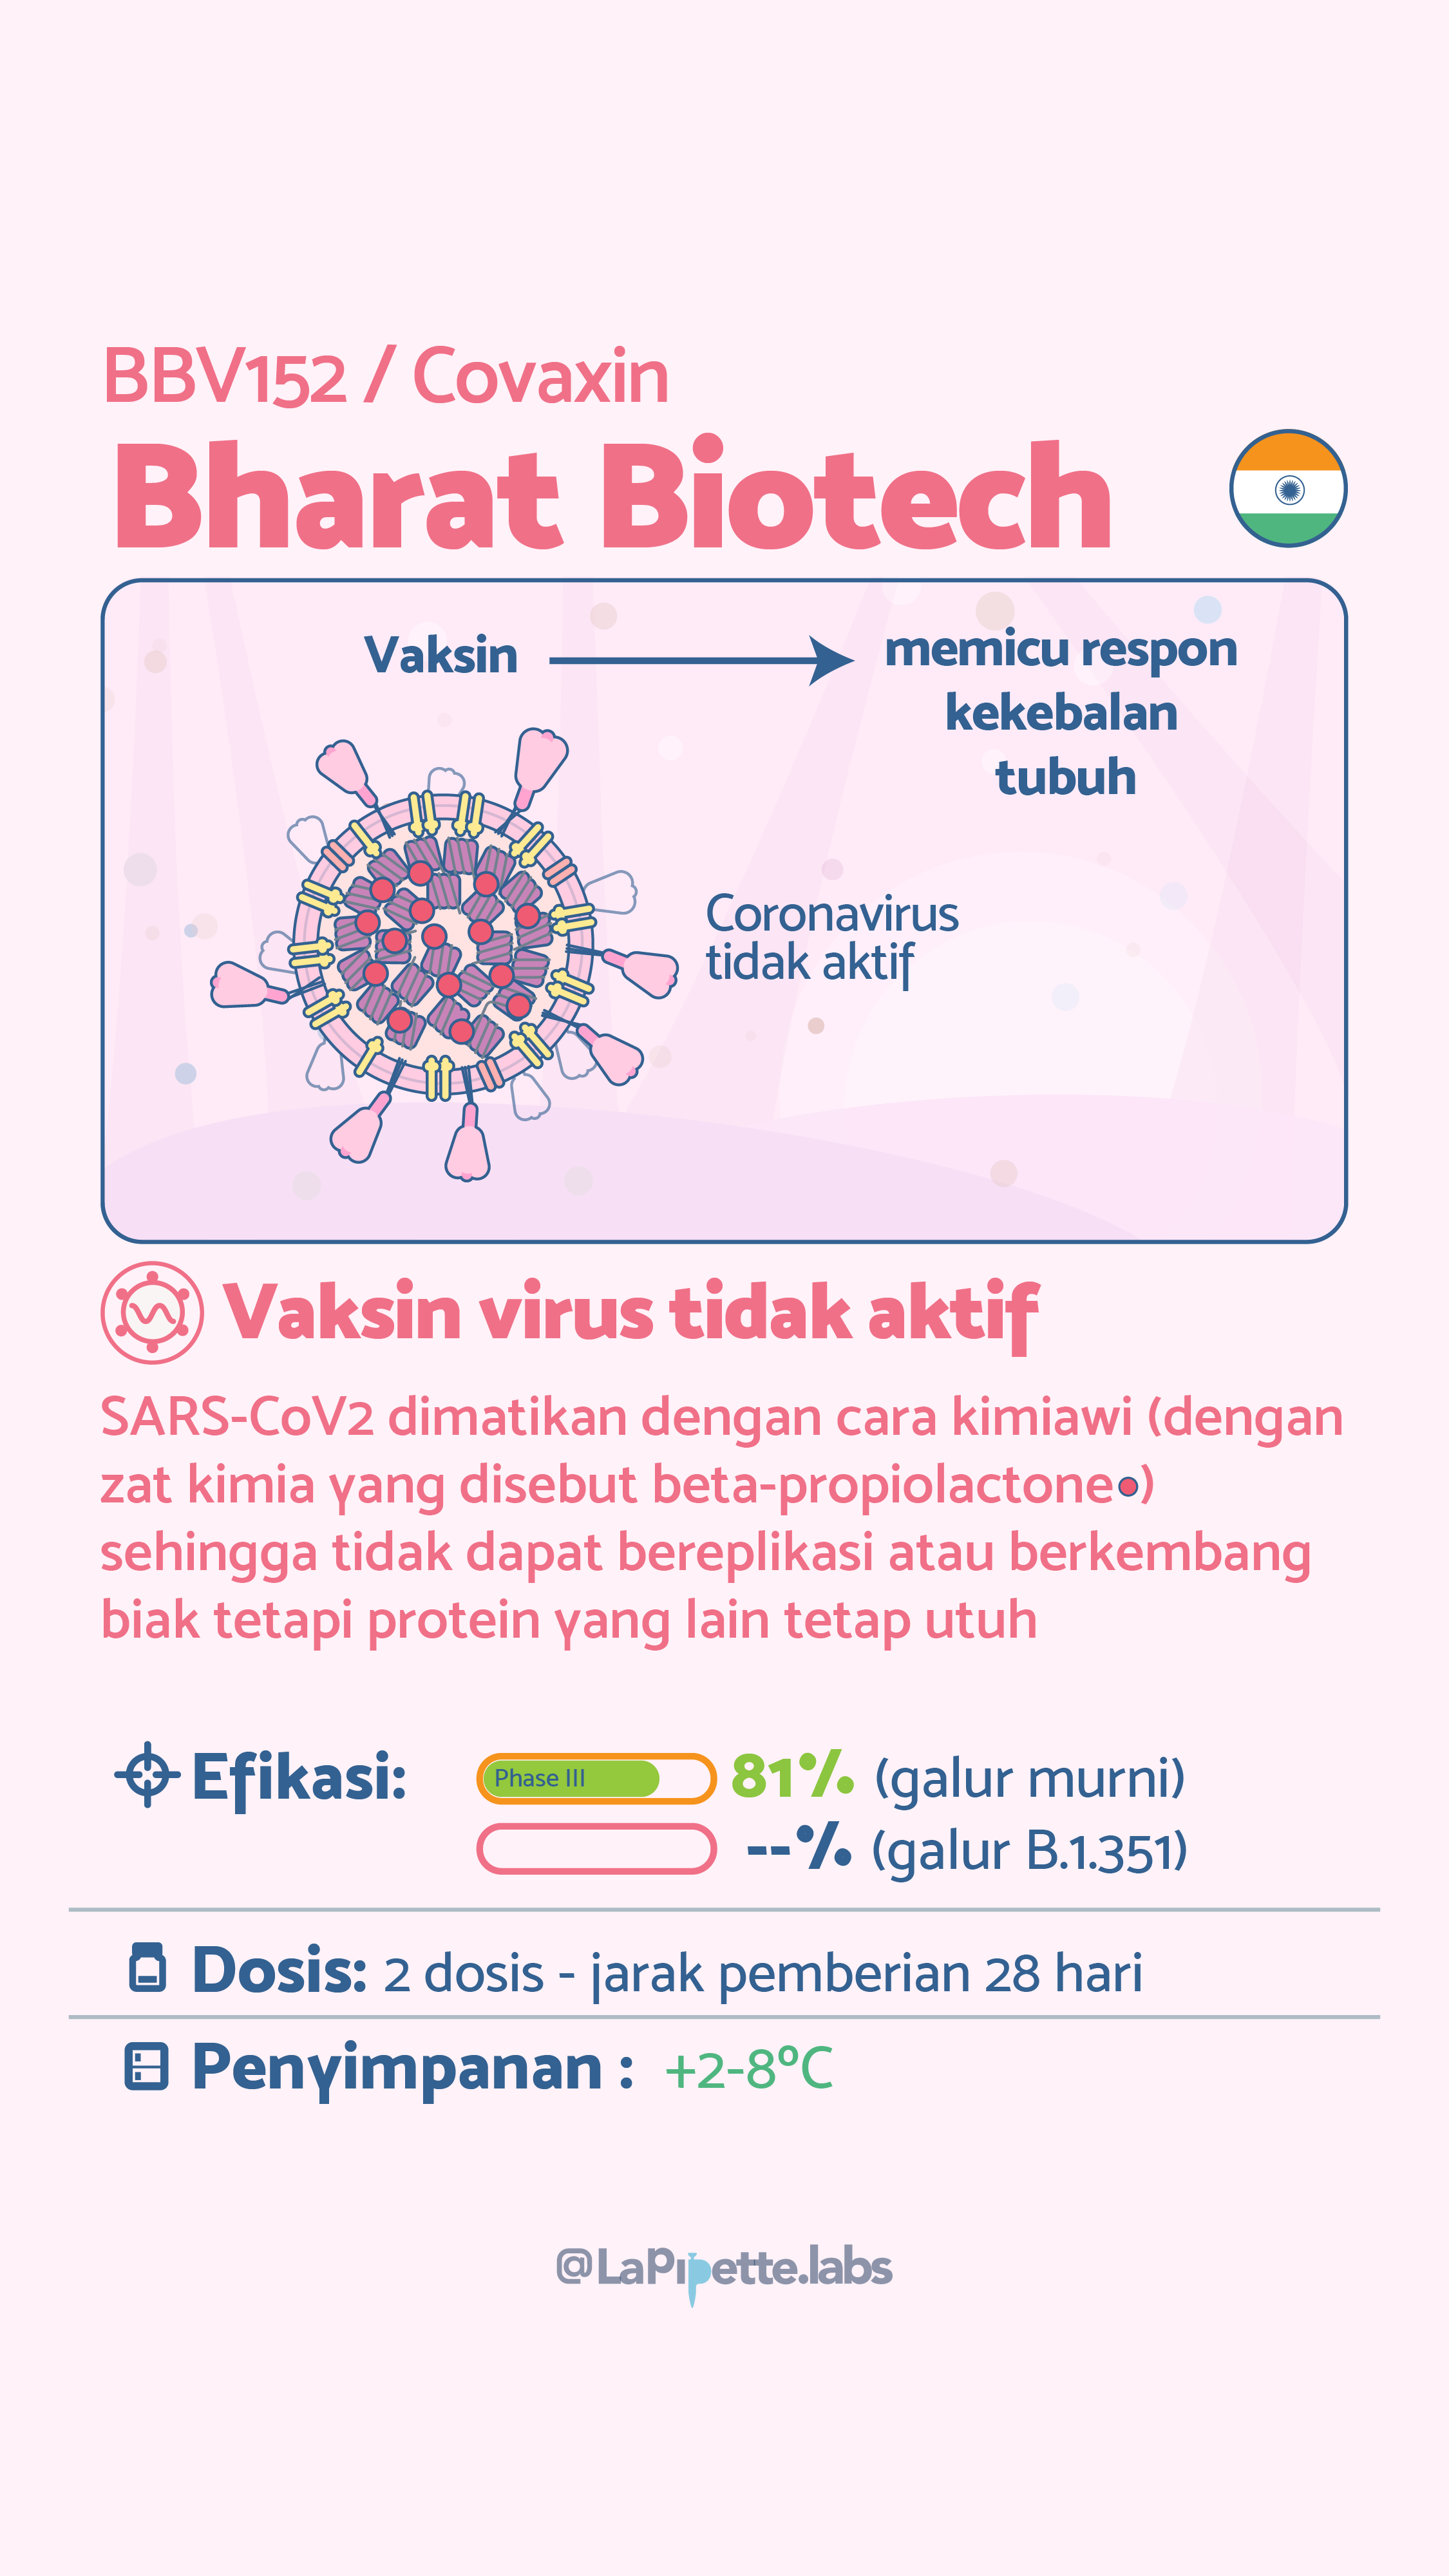 BBV152 / Covaxin
Bharat Biotech
Vaksin
memicu respon
kekebalan
tubuh
Coronavirus
tidak aktif
Vaksin virus tidak aktif
SARS-CoV2 dimatikan dengan cara kimiawi (dengan
zat kimia yang disebut beta-propiolactone)
sehingga tidak dapat bereplikasi atau berkembang
biak tetapi protein yang lain tetap utuh
Efikasi: Phase III 81% (galur murni)
--% (galur B.1.351)
Dosis: 2 dosis - jarak pemberian 28 hari
Penyimpanan : +2-8°C
@LaPipette.labs